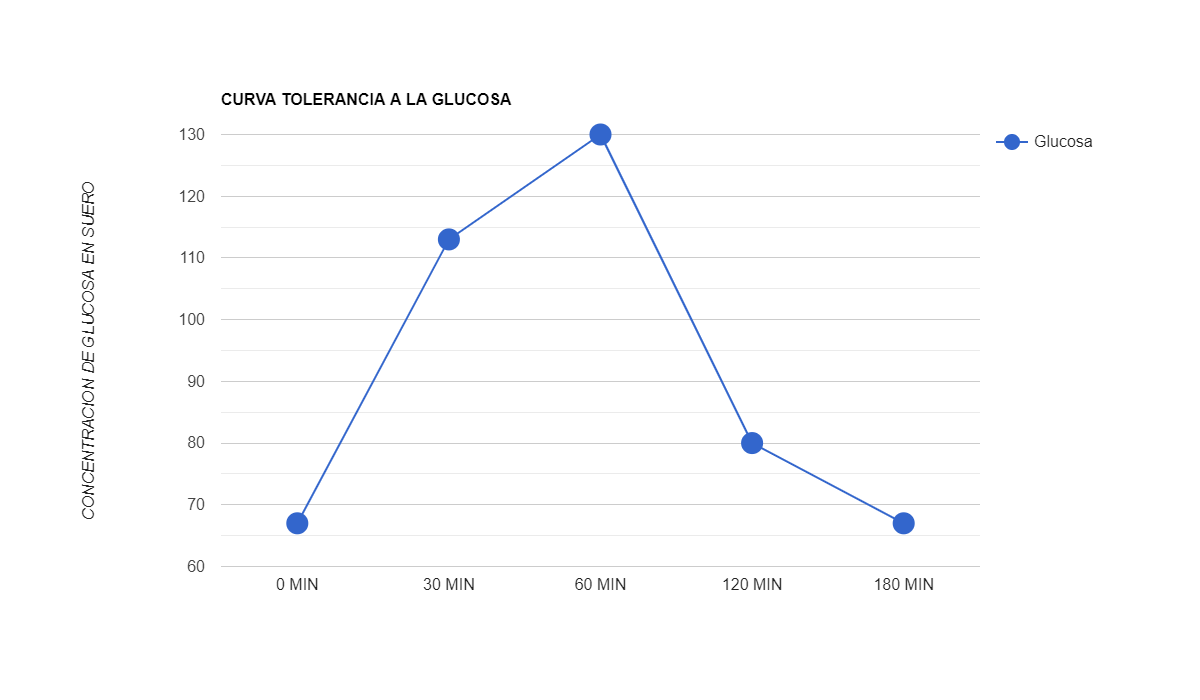 CURVA TOLERANCIA A LA GLUCOSA
Glucosa
CONCENTRACION DE GLUCOSA EN SUERO
130
120
110
100
90
80
70
60
0 MIN
30 MIN
60 MIN
120 MIN
180 MIN